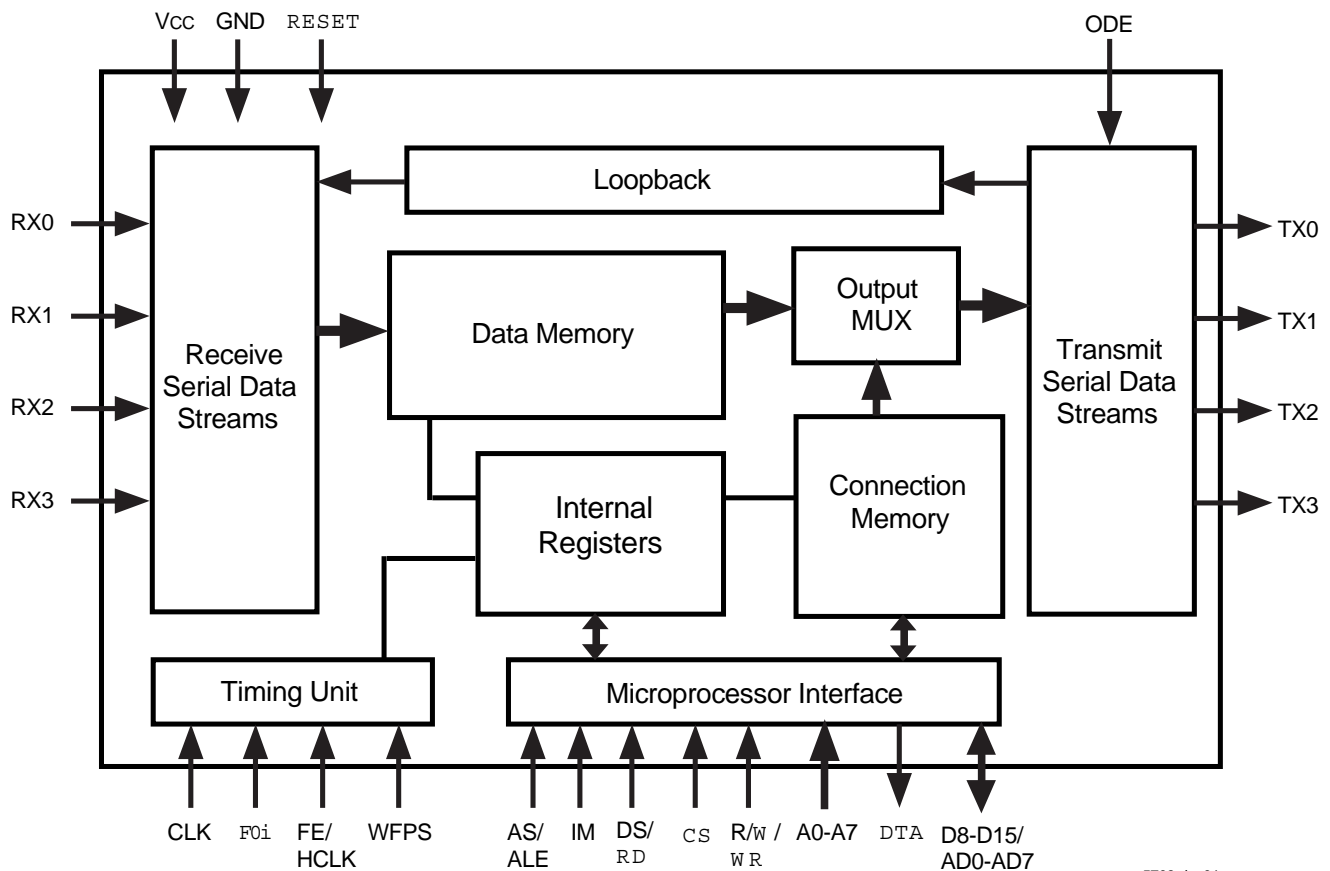 Vcc GND RESET ODE
Loopback
RX0
RX1
RX2
RX3
Receive
Serial Data
Streams
Data Memory
Output
MUX
Transmit
Serial Data
Streams
TX0
TX1
TX2
TX3
Internal
Registers
Connection
Memory
Timing Unit
Microprocessor Interface
CLK
F0i
FE/
HCLK
WFPS
AS/
ALE
IM
DS/
RD
CS
R/W /
WR
A0-A7
DTA
D8-D15/
AD0-AD7